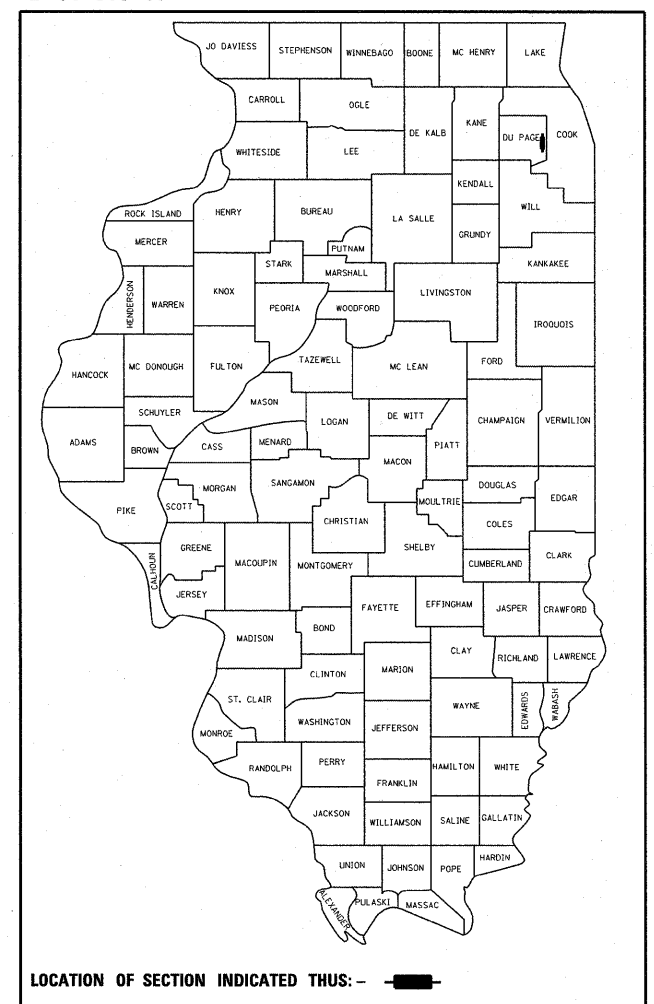 JO DAVIESS
STEPHENSON
WINNEBAGO
BOONE
MC HENRY
LAKE
CARROLL
OGLE
DE KALB
KANE
DU PAGE
COOK
WHITESIDE
LEE
KENDALL
WILL
ROCK ISLAND
HENRY
BUREAU
LA SALLE
GRUNDY
MERCER
PUTNAM
KANKAKEE
STARK
MARSHALL
HENDERSON
WARREN
KNOX
PEORIA
WOODFORD
LIVINGSTON
IROQUOIS
HANCOCK
MC DONOUGH
FULTON
TAZEWELL
MC LEAN
FORD
SCHUYLER
MASON
LOGAN
DE WITT
CHAMPAIGN
VERMILION
ADAMS
BROWN
CASS
MENARD
PIATT
MACON
SANGAMON
DOUGLAS
EDGAR
PIKE
SCOTT
MORGAN
CHRISTIAN
MOULTRIE
COLES
CALHOUN
GREENE
MACOUPIN
MONTGOMERY
SHELBY
CUMBERLAND
CLARK
JERSEY
FAYETTE
EFFINGHAM
JASPER
CRAWFORD
MADISON
BOND
CLAY
RICHLAND
LAWRENCE
CLINTON
MARION
ST. CLAIR
WAYNE
EDWARDS
WABASH
WASHINGTON
JEFFERSON
MONROE
RANDOLPH
PERRY
HAMILTON
WHITE
FRANKLIN
JACKSON
WILLIAMSON
SALINE
GALLATIN
UNION
JOHNSON
POPE
HARDIN
ALEXANDER
PULASKI
MASSAC
LOCATION OF SECTION INDICATED THUS: –